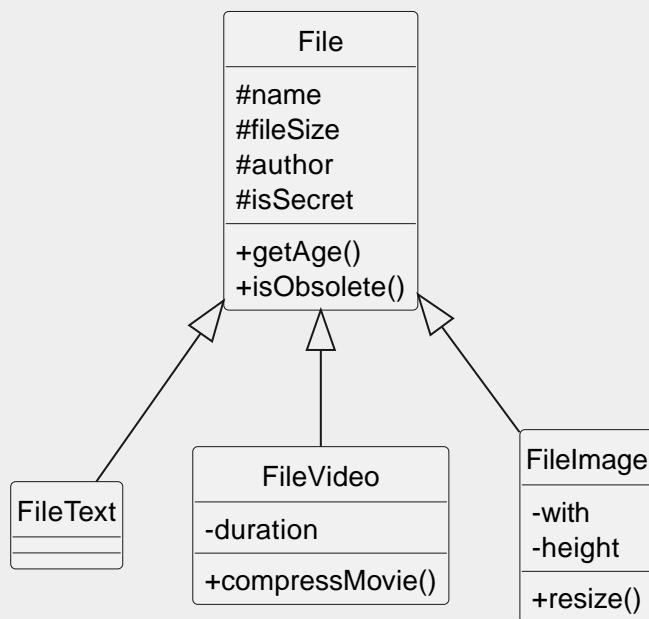 File
#name
#fileSize
#author
#isSecret
+getAge()
+isObsolete()
FileText
FileVideo
-duration
+compressMovie()
FileImage
-with
-height
+resize()